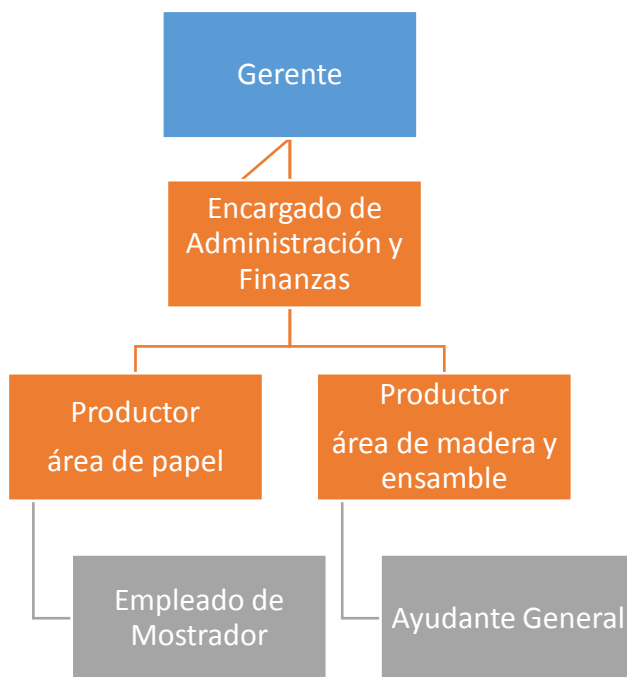 Gerente
Encargado de
Administración y
Finanzas
Productor
área de papel
Productor
área de madera y
ensamble
Empleado de
Mostrador
Ayudante General